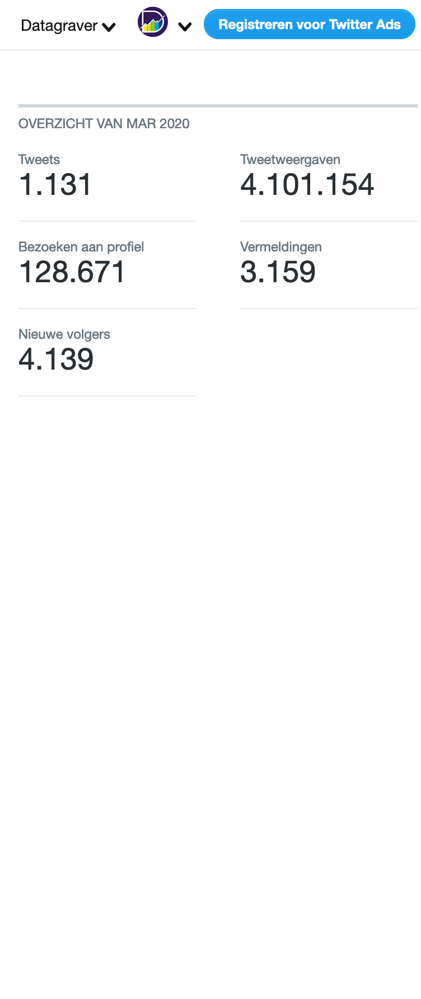 Datagraver
Registreren voor Twitter Ads
OVERZICHT VAN MAR 2020
Tweets
1.131
Tweetweergaven
4.101.154
Bezoeken aan profiel
128.671
Vermeldingen
3.159
Nieuwe volgers
4.139